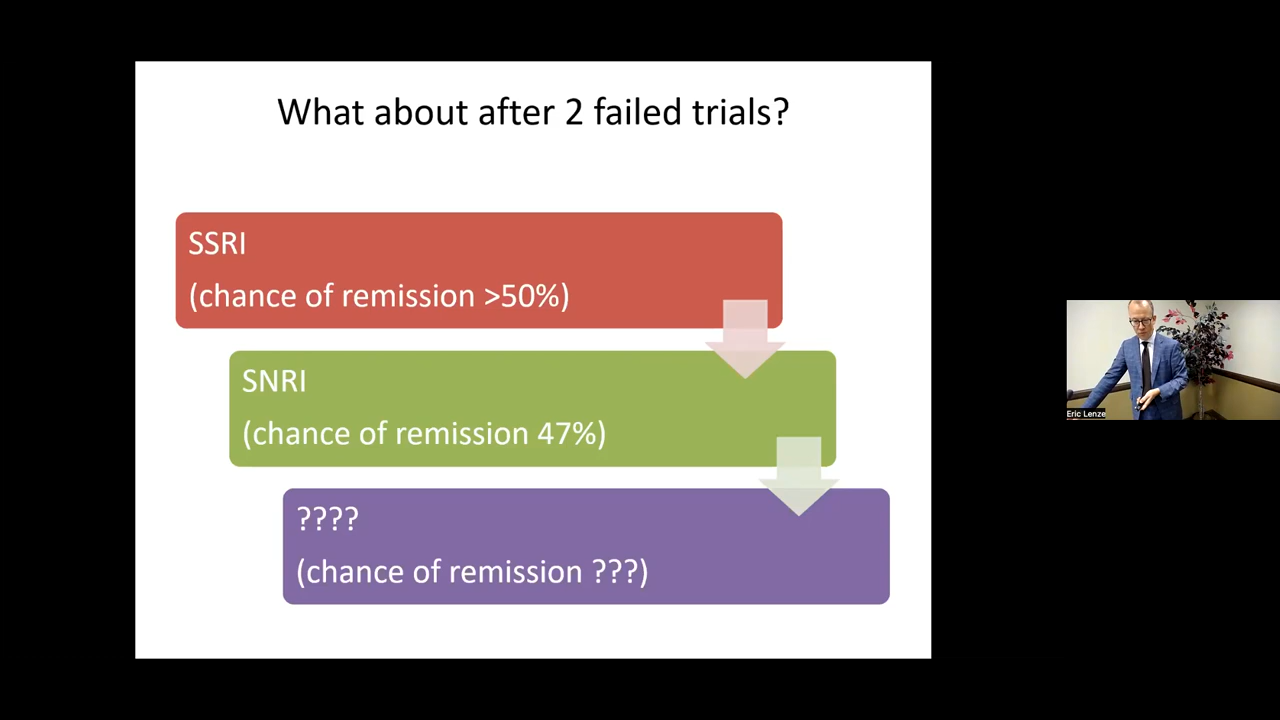 What about after 2 failed trials?
SSRI
(chance of remission >50%)
SNRI
(chance of remission 47%)
????
(chance of remission ???)
Eric Lenze